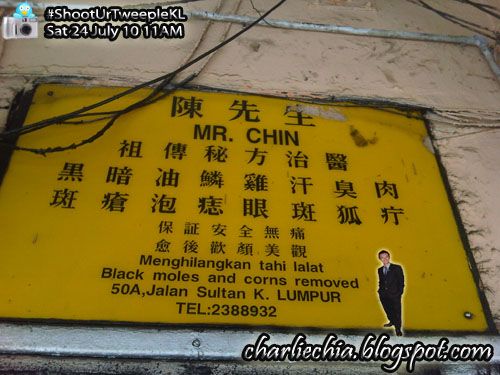 #ShootUrTweepleKL
Sat 24 July 10 11AM
陳先生
MR. CHIN
祖傳秘方治醫
黑暗油鱗雞汗臭肉
斑瘡泡痣眼斑狐疔
保証安全無痛
愈後歡顏美觀
Menghilangkan tahi lalat
Black moles and corns removed
50A,Jalan Sultan K. LUMPUR
TEL:2388932
charliechia.blogspot.com